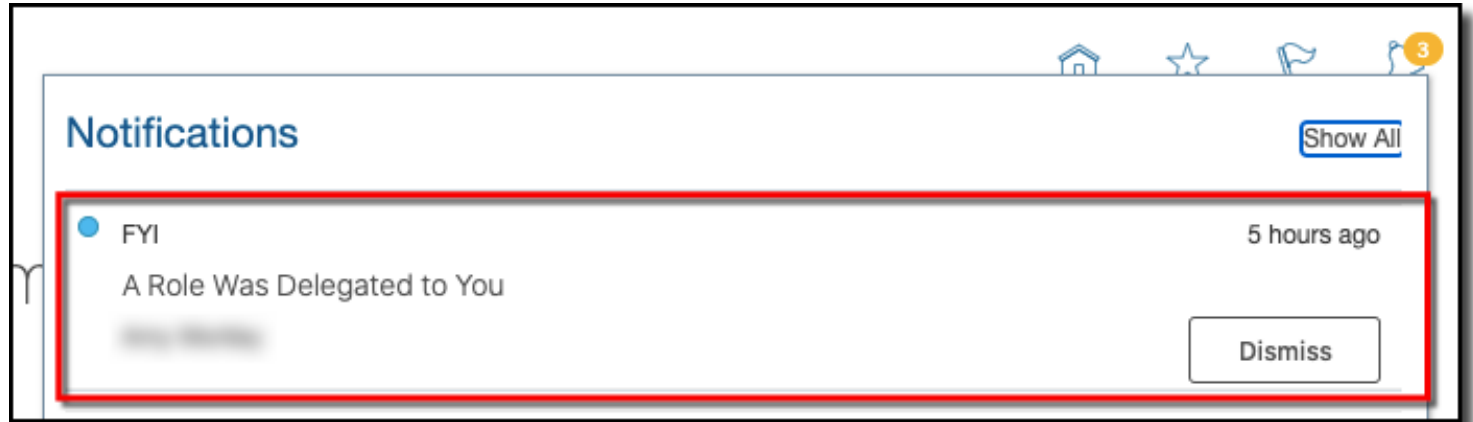 3
Notifications
Show All
FYI
5 hours ago
A Role Was Delegated to You
Dismiss